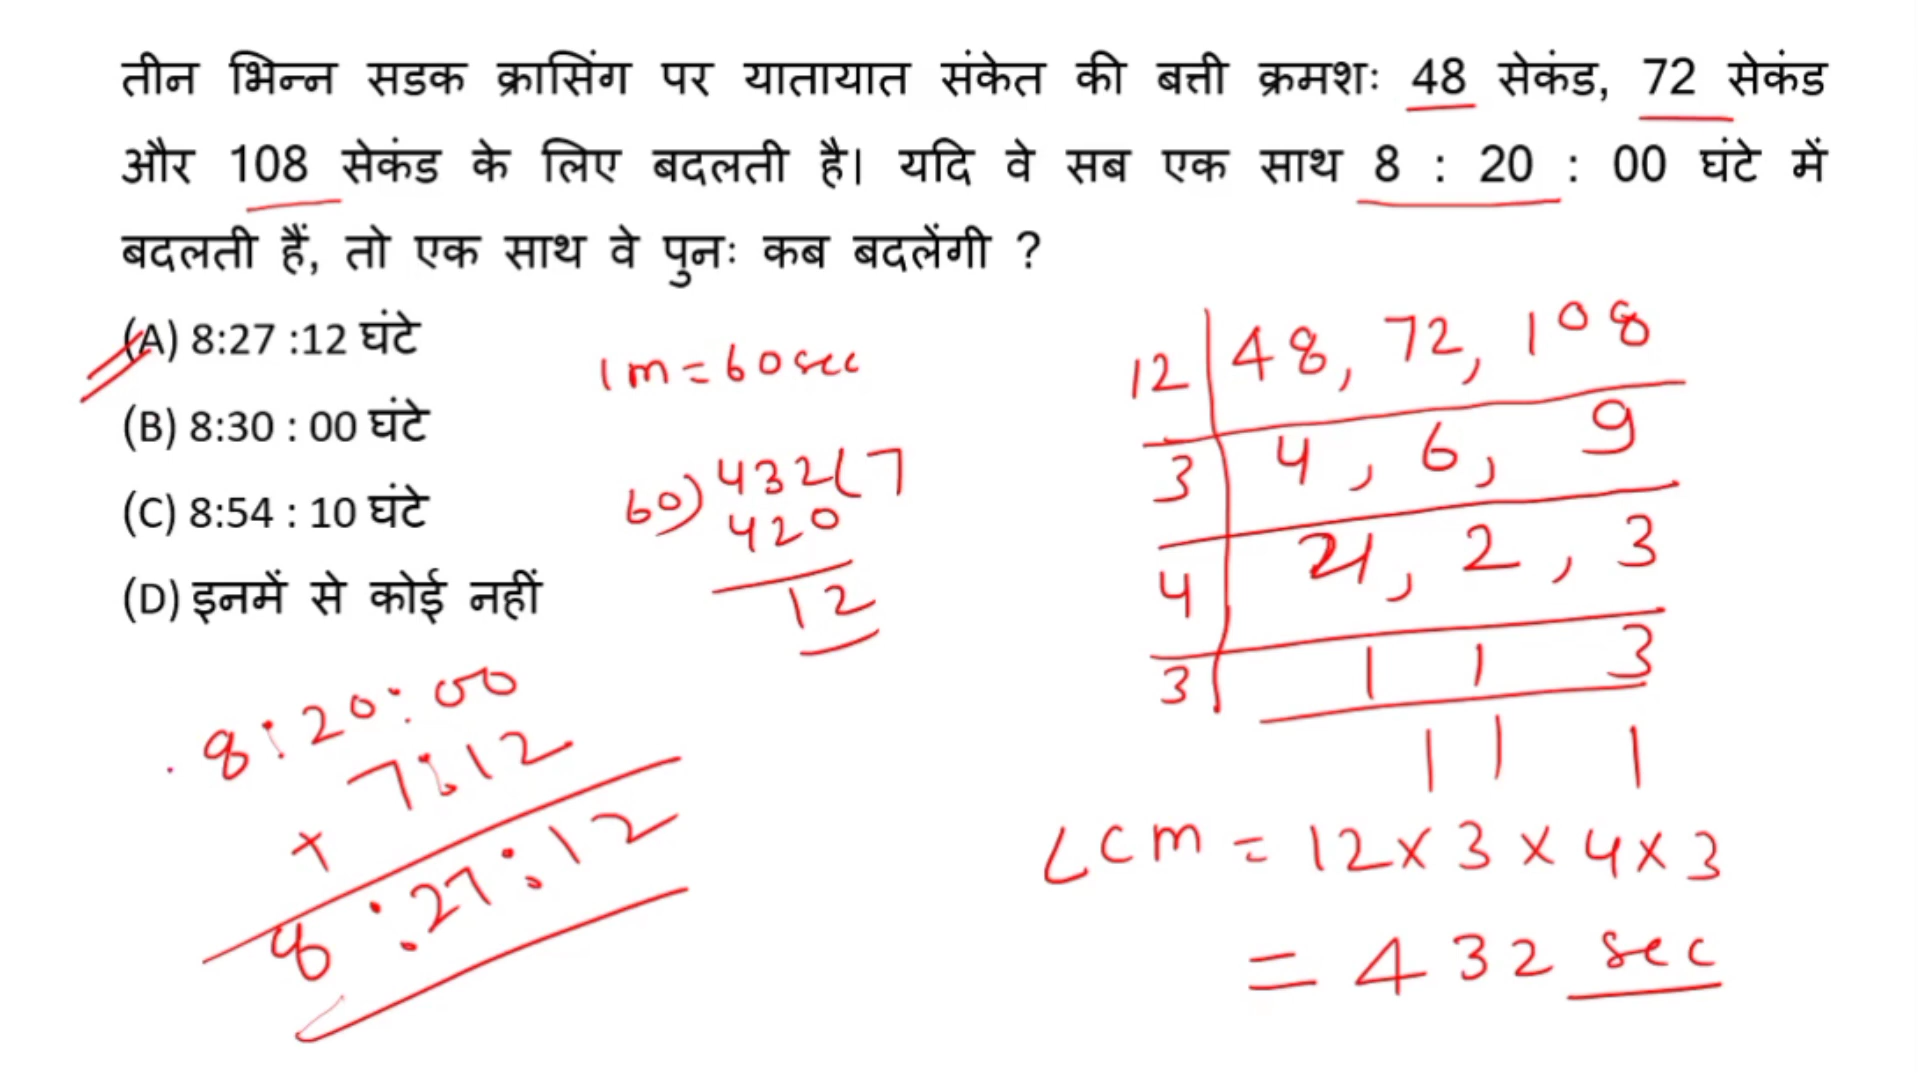 तीन भिन्न सडक क्रासिंग पर यातायात संकेत की बत्ती क्रमशः 48 सेकंड, 72 सेकंड
और 108 सेकंड के लिए बदलती है। यदि वे सब एक साथ 8 : 20 : 00 घंटे में
बदलती हैं, तो एक साथ वे पुनः कब बदलेंगी ?
(A) 8:27 :12 घंटे
(B) 8:30 : 00 घंटे
(C) 8:54 : 10 घंटे
(D) इनमें से कोई नहीं
1m = 60 sec
60) 432 ( 7
420
12
8:20:00
+ 7:12
8:27:12
12 | 48, 72, 108
3 | 4, 6, 9
4 | 4, 2, 3
3 | 1 1 3
1 1 1
LCM = 12 x 3 x 4 x 3
= 432 sec